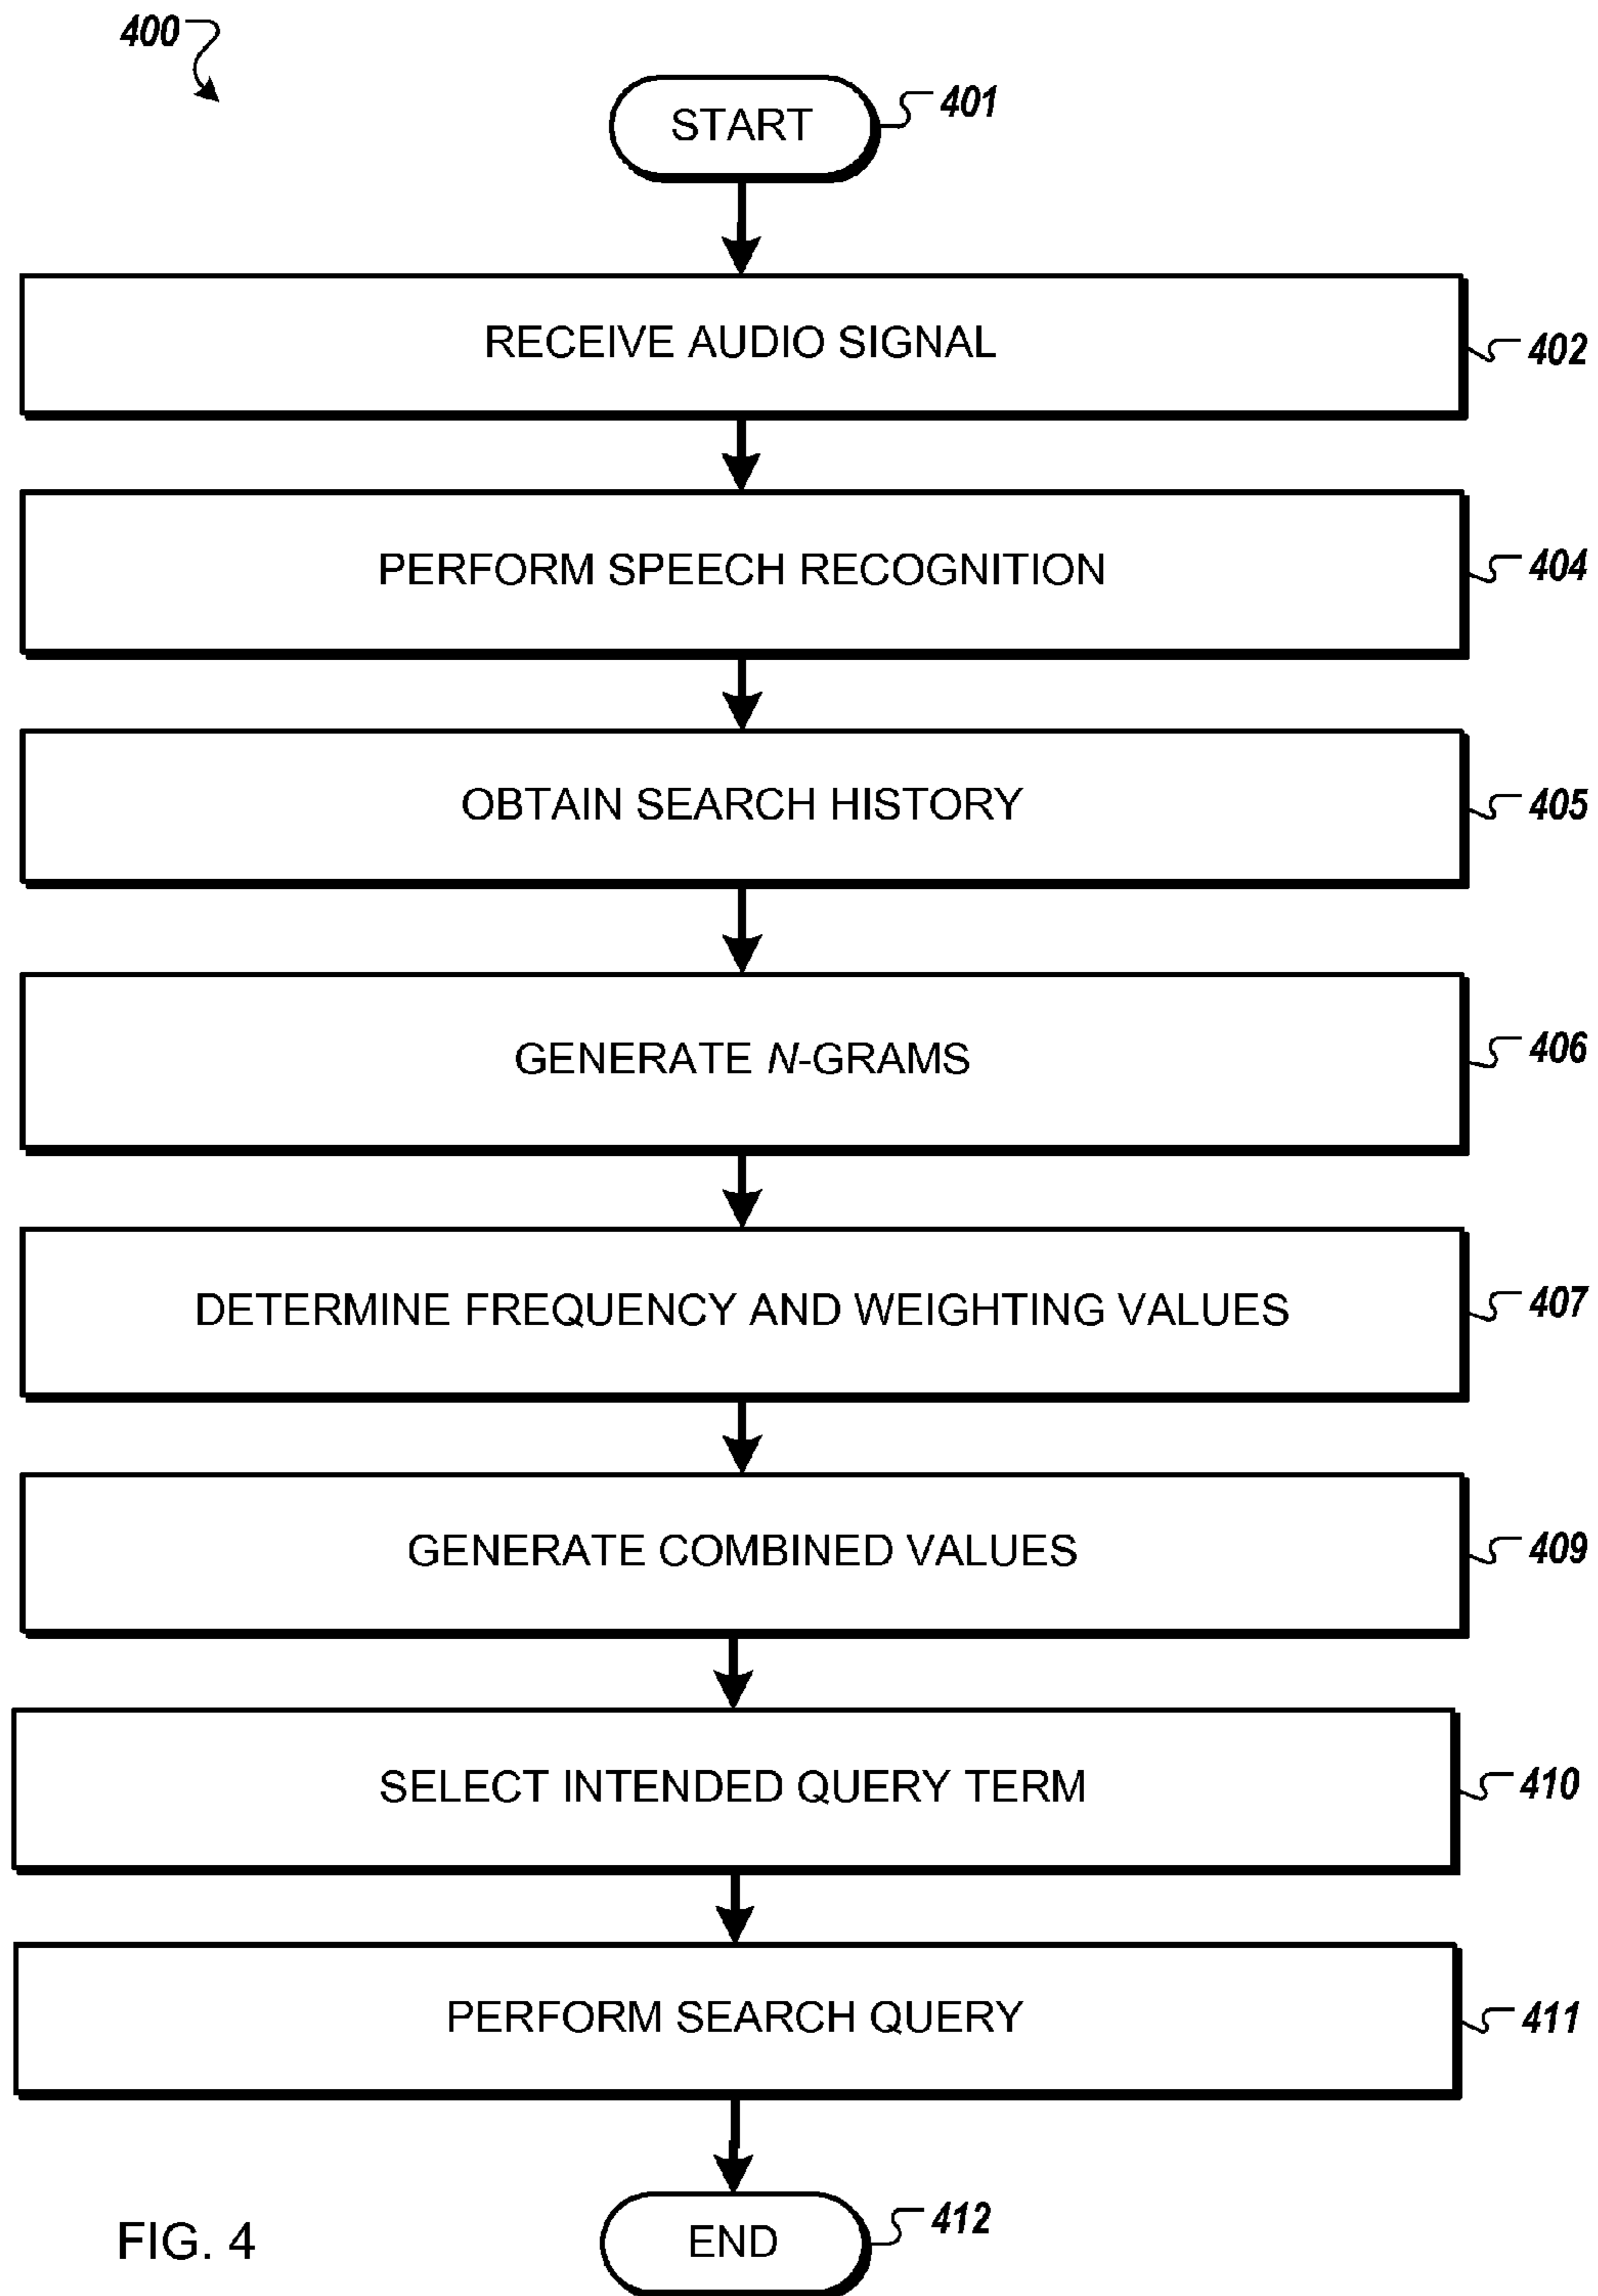 400
START
401
RECEIVE AUDIO SIGNAL
402
PERFORM SPEECH RECOGNITION
404
OBTAIN SEARCH HISTORY
405
GENERATE N-GRAMS
406
DETERMINE FREQUENCY AND WEIGHTING VALUES
407
GENERATE COMBINED VALUES
409
SELECT INTENDED QUERY TERM
410
PERFORM SEARCH QUERY
411
END
412
FIG. 4